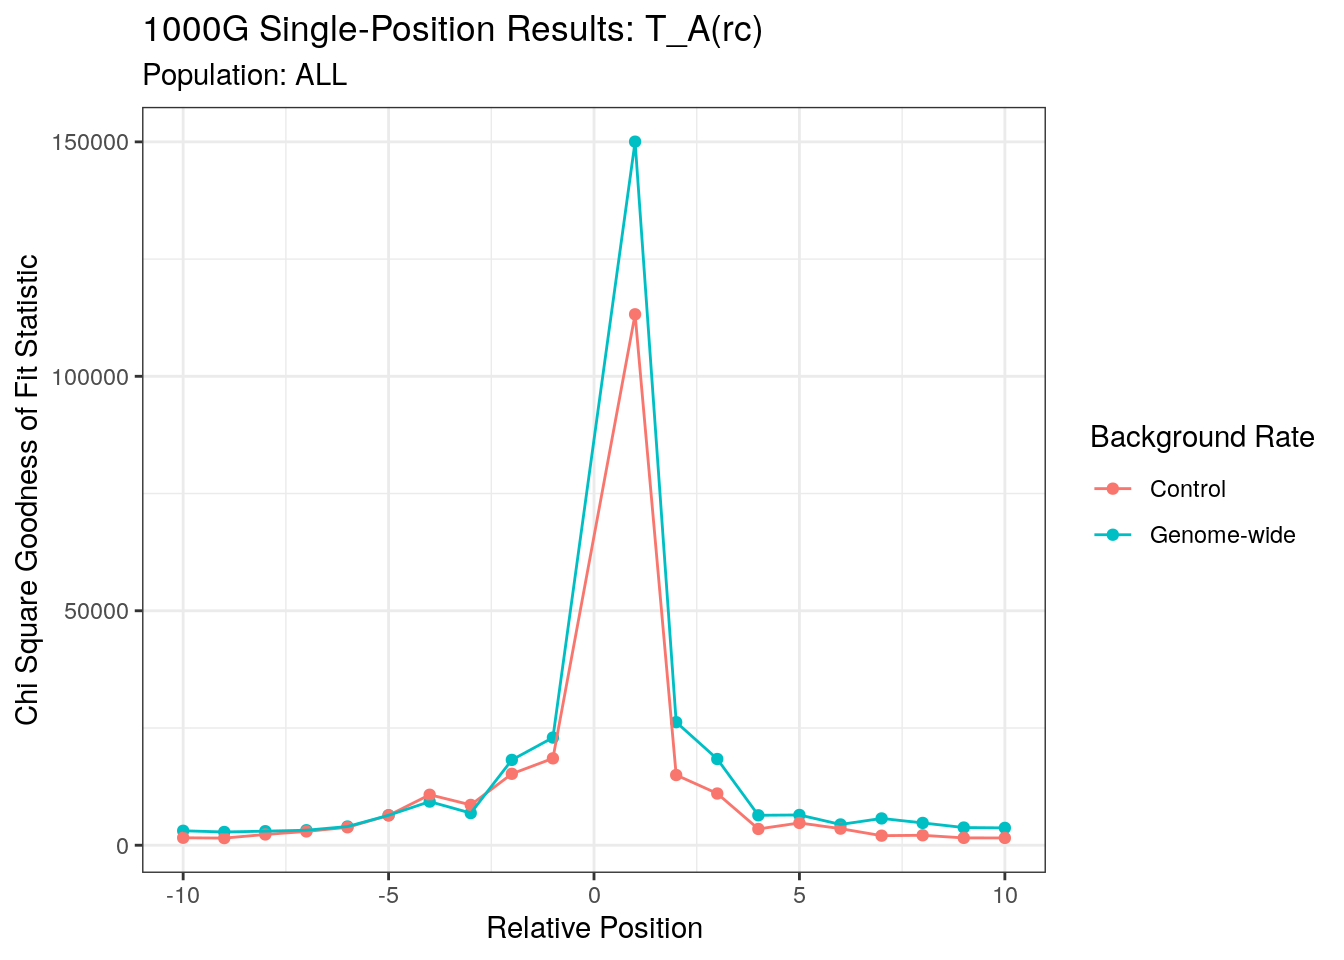 1000G Single-Position Results: T_A(rc)
Population: ALL
150000
100000
50000
0
Chi Square Goodness of Fit Statistic
-10 -5 0 5 10
Relative Position
Background Rate
Control
Genome-wide